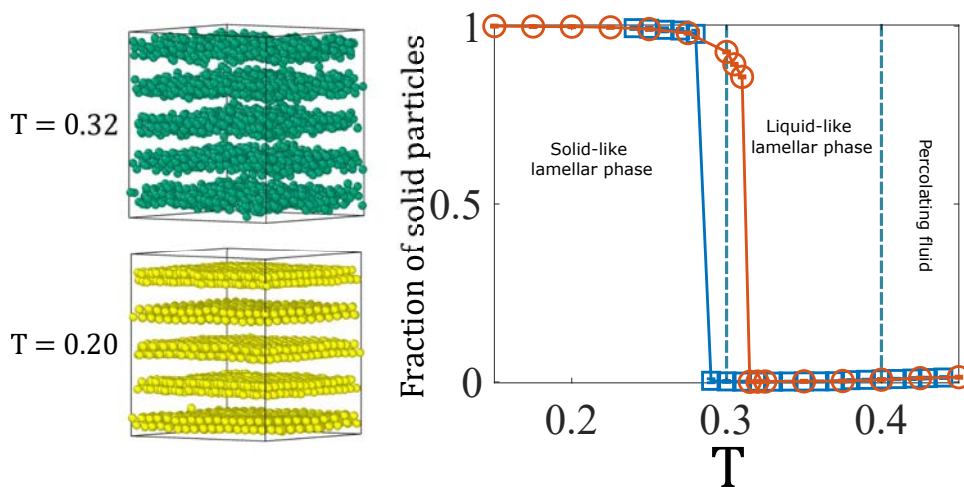 T = 0.32
T = 0.20
Fraction of solid particles
1
0.5
0
Solid-like
lamellar phase
Liquid-like
lamellar phase
Percolating fluid
0.2
0.3
0.4
T